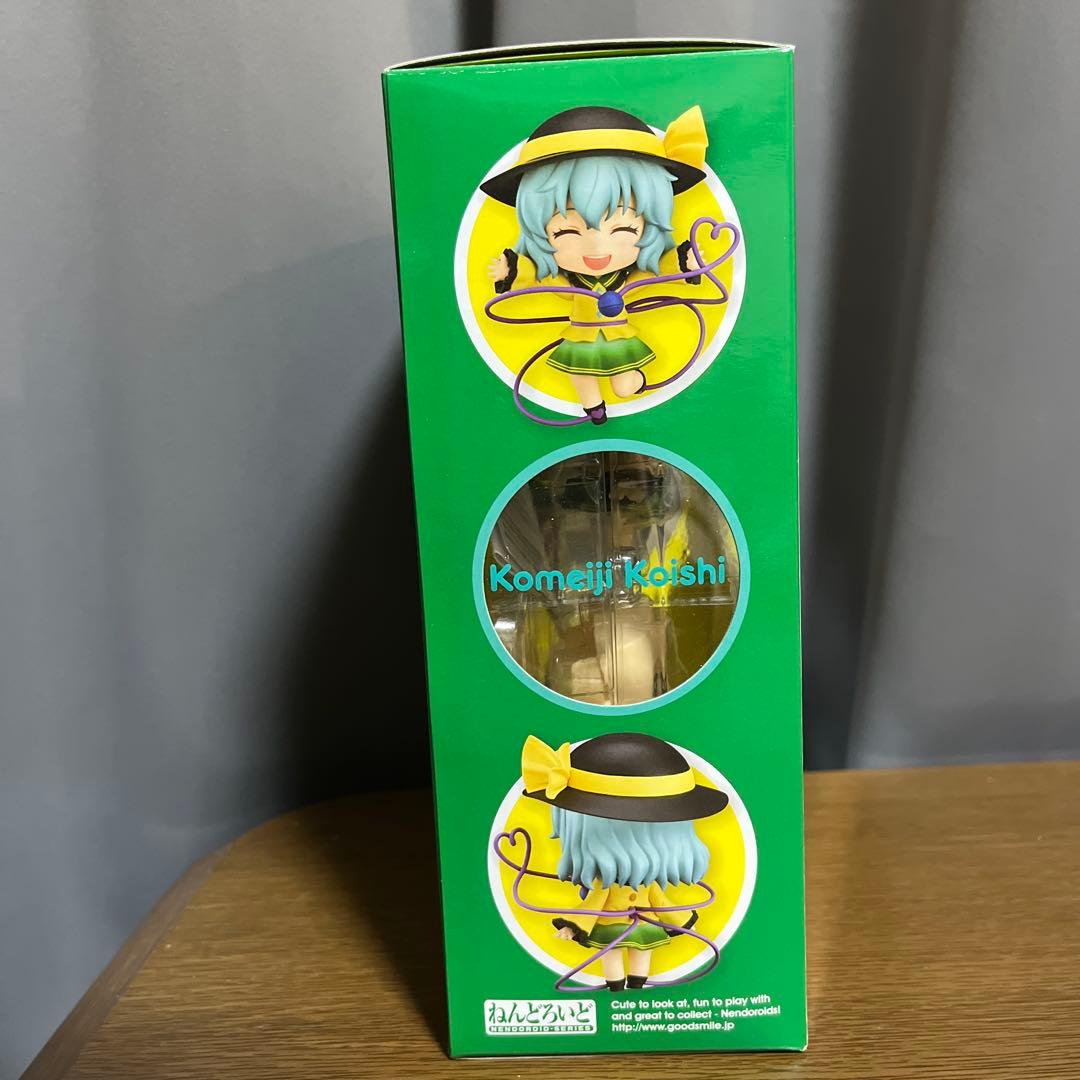 Komeiji Koishi
ねんどろいど
NENDOROID-SERIES
Cute to look at, fun to play with
and great to collect - Nendoroids!
http://www.goodsmile.jp